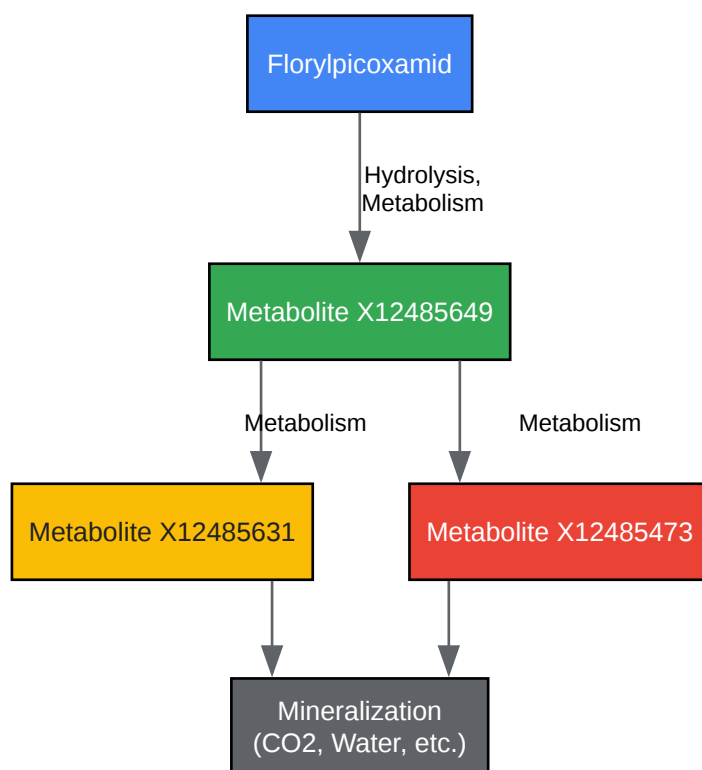 Florylpicoxamid
Hydrolysis,
Metabolism
Metabolite X12485649
Metabolism
Metabolism
Metabolite X12485631
Metabolite X12485473
Mineralization
(CO2, Water, etc.)